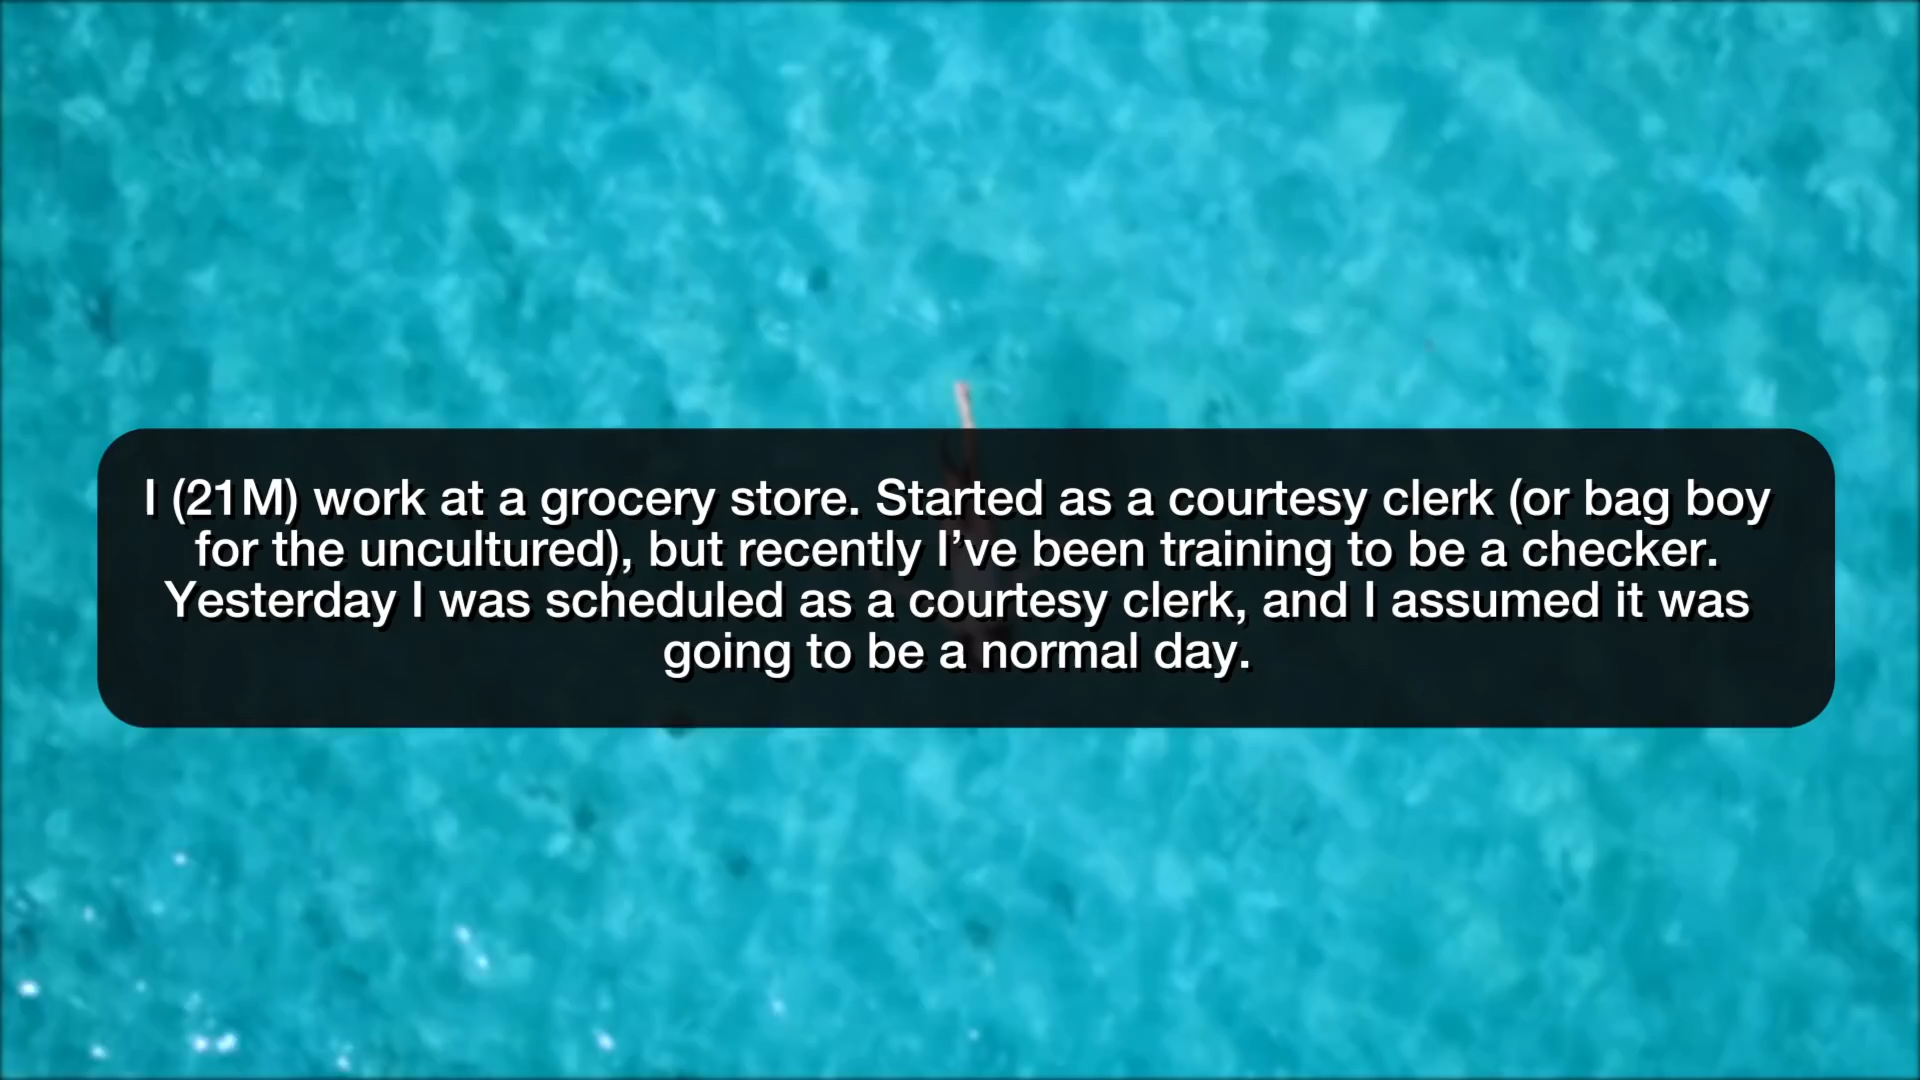 I (21M) work at a grocery store. Started as a courtesy clerk (or bag boy
for the uncultured), but recently I’ve been training to be a checker.
Yesterday I was scheduled as a courtesy clerk, and I assumed it was
going to be a normal day.